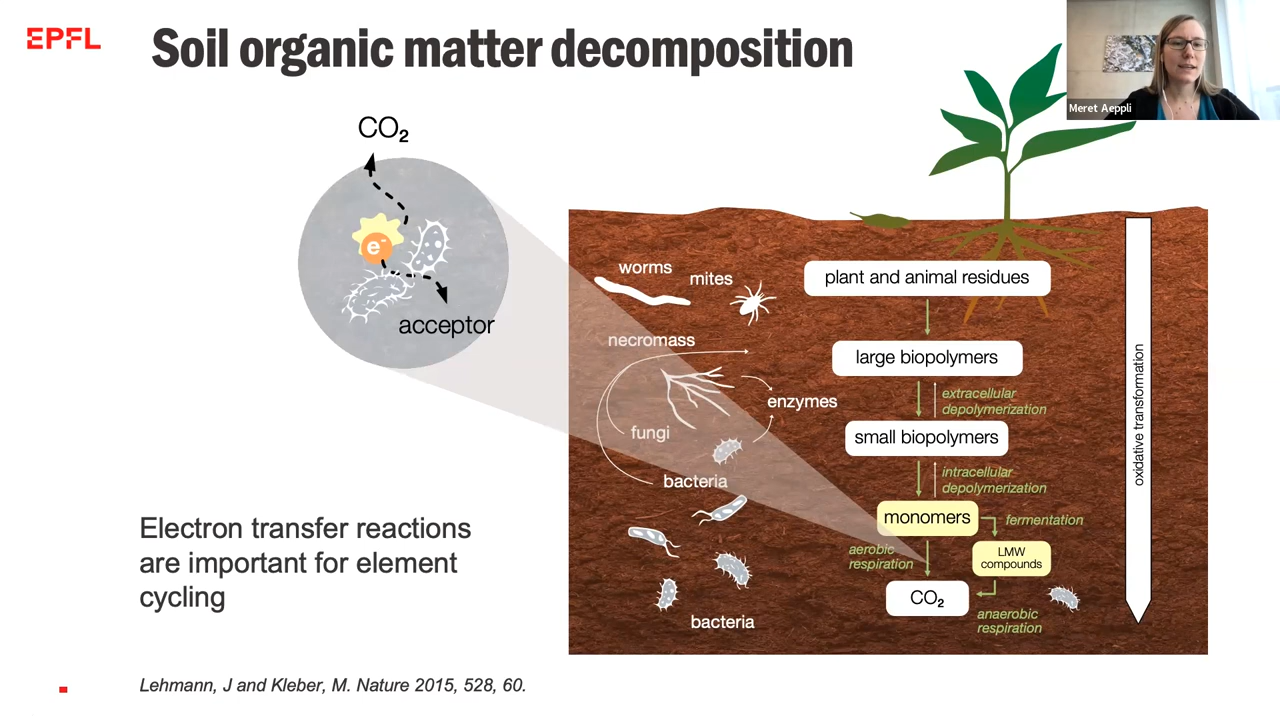 EPFL
Soil organic matter decomposition
Meret Aeppli
CO₂
e⁻
acceptor
worms
mites
plant and animal residues
necromass
large biopolymers
extracellular
depolymerization
enzymes
fungi
small biopolymers
intracellular
depolymerization
bacteria
monomers
fermentation
aerobic
respiration
LMW
compounds
CO₂
anaerobic
respiration
bacteria
oxidative transformation
Electron transfer reactions
are important for element
cycling
Lehmann, J and Kleber, M. Nature 2015, 528, 60.